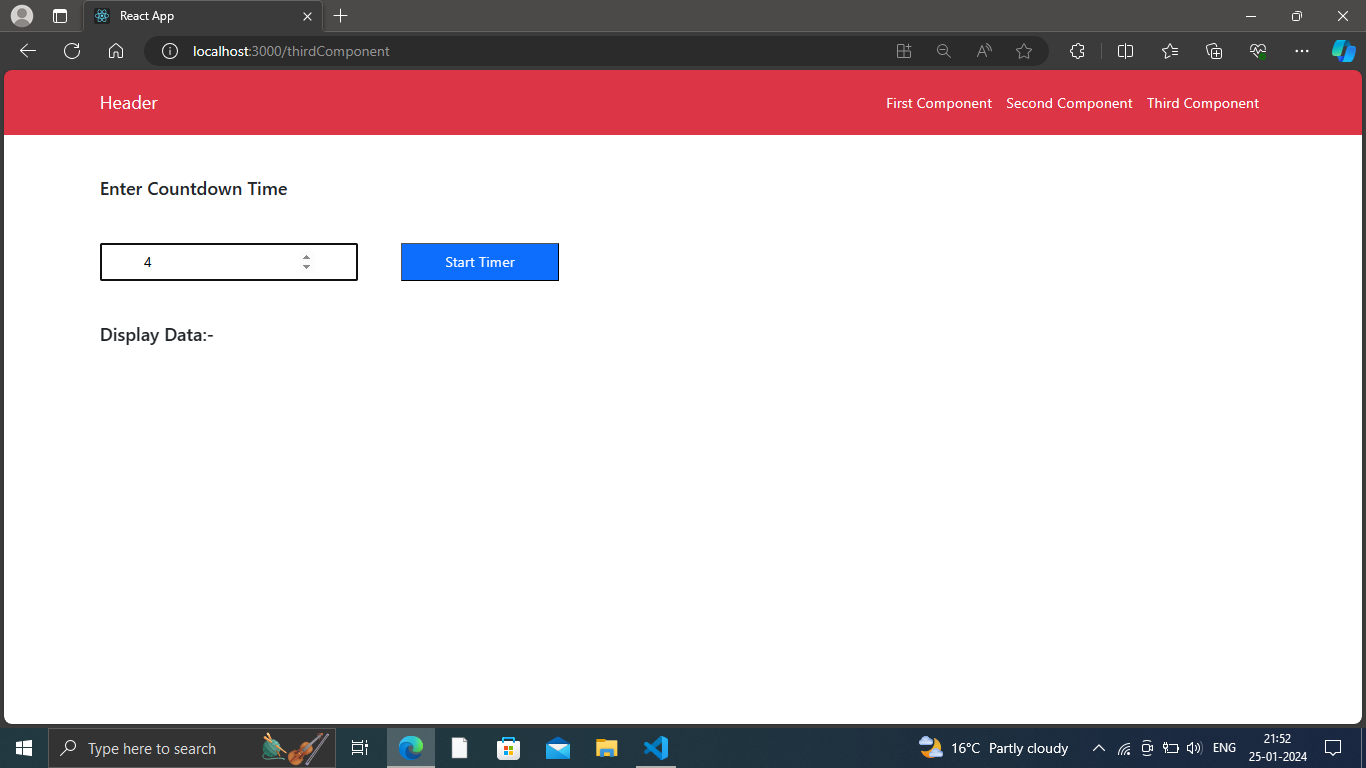 React App
localhost:3000/thirdComponent
Header
First Component Second Component Third Component
Enter Countdown Time
4
Start Timer
Display Data:-
Type here to search
16°C Partly cloudy
ENG
21:52
25-01-2024